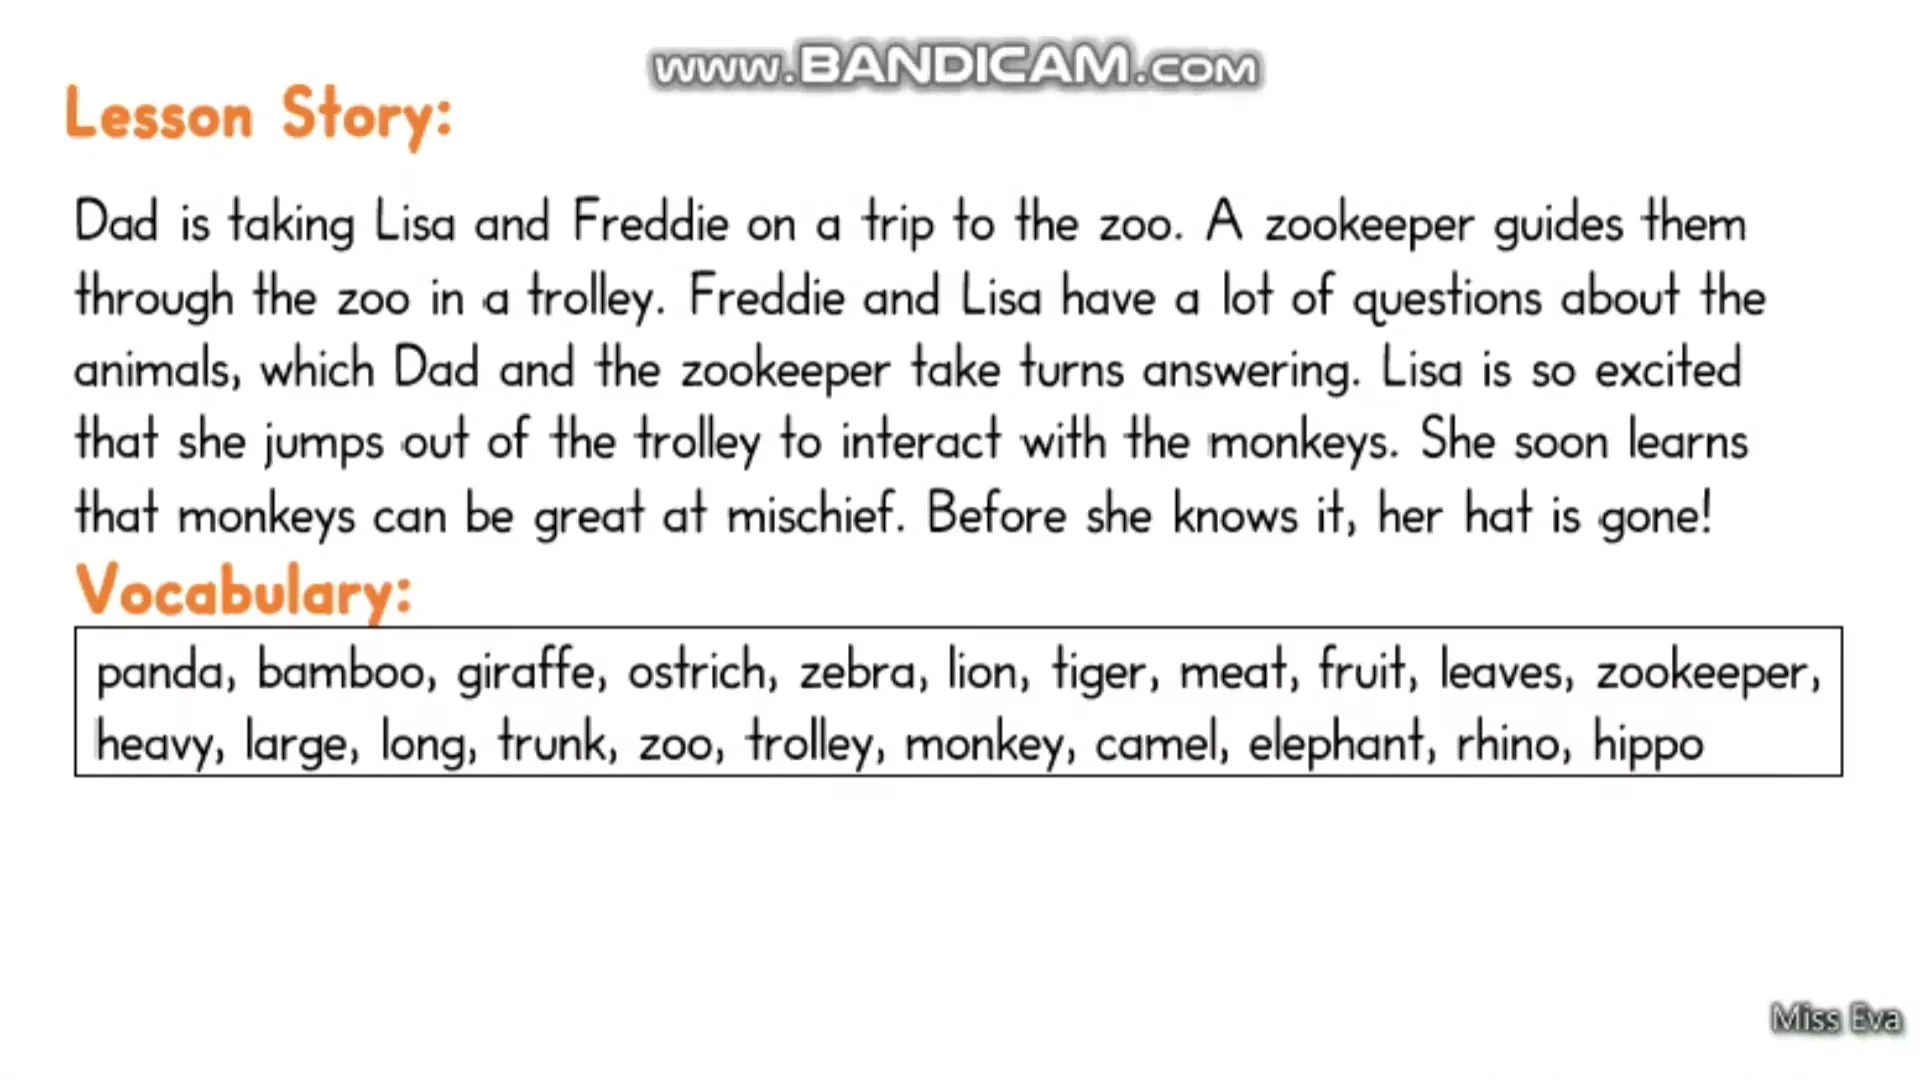 www.BANDICAM.com
Lesson Story:
Dad is taking Lisa and Freddie on a trip to the zoo. A zookeeper guides them
through the zoo in a trolley. Freddie and Lisa have a lot of questions about the
animals, which Dad and the zookeeper take turns answering. Lisa is so excited
that she jumps out of the trolley to interact with the monkeys. She soon learns
that monkeys can be great at mischief. Before she knows it, her hat is gone!
Vocabulary:
panda, bamboo, giraffe, ostrich, zebra, lion, tiger, meat, fruit, leaves, zookeeper,
heavy, large, long, trunk, zoo, trolley, monkey, camel, elephant, rhino, hippo
Miss Eva